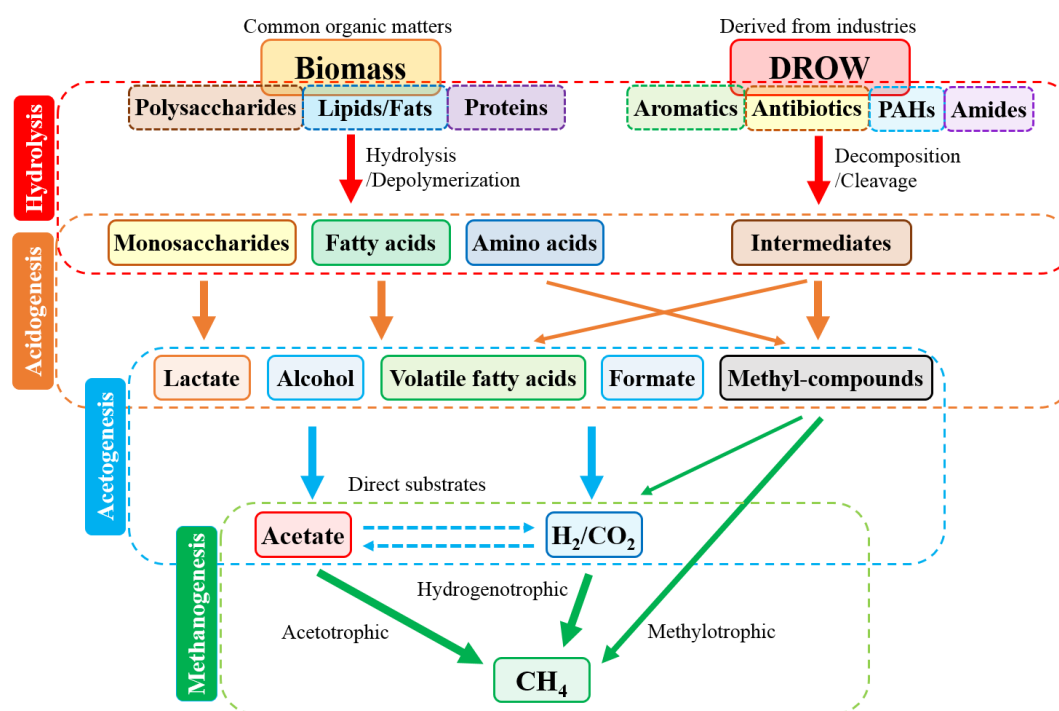 Common organic matters
Derived from industries
Biomass
DROW
Polysaccharides
Lipids/Fats
Proteins
Aromatics
Antibiotics
PAHs
Amides
Hydrolysis
Hydrolysis
/Depolymerization
Decomposition
/Cleavage
Monosaccharides
Fatty acids
Amino acids
Intermediates
Acidogenesis
Lactate
Alcohol
Volatile fatty acids
Formate
Methyl-compounds
Acetogenesis
Direct substrates
Acetate
H₂/CO₂
Methanogenesis
Hydrogenotrophic
Acetotrophic
Methylotrophic
CH₄